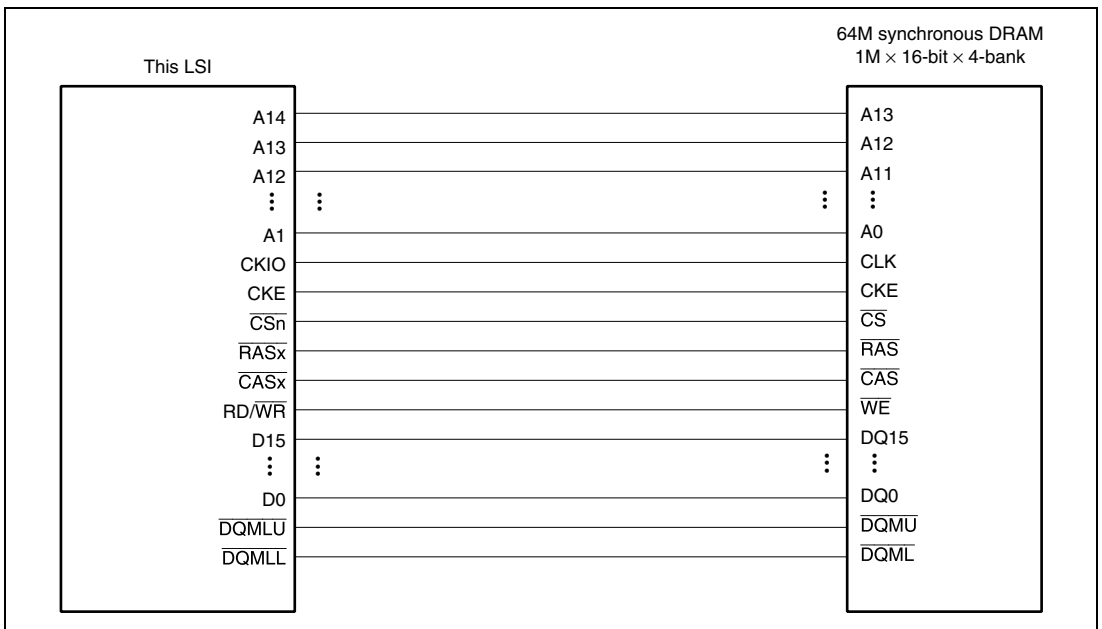 64M synchronous DRAM
1M × 16-bit × 4-bank
This LSI
A14 A13
A13 A12
A12 A11
A1 A0
CKIO CLK
CKE CKE
CSn CS
RASx RAS
CASx CAS
RD/WR WE
D15 DQ15
D0 DQ0
DQMLU DQMU
DQMLL DQML